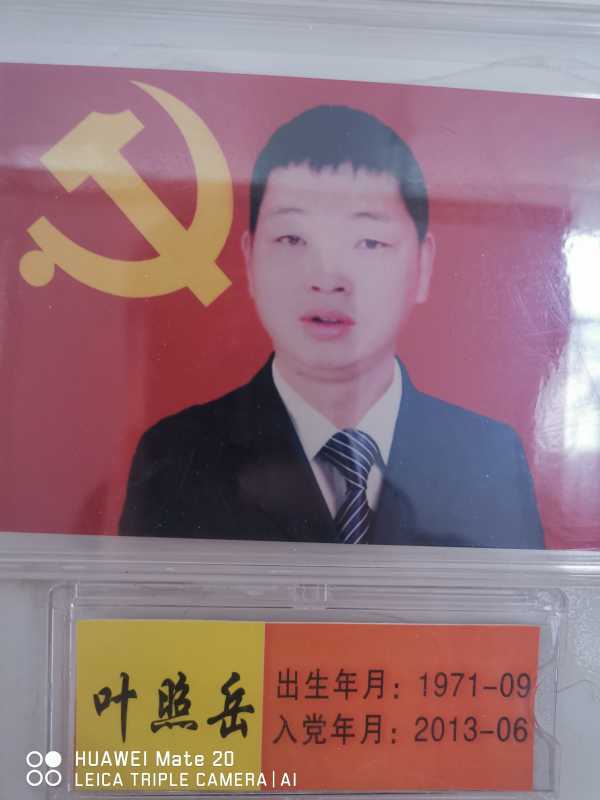 叶照岳
出生年月：1971-09
入党年月：2013-06
HUAWEI Mate 20
LEICA TRIPLE CAMERA | AI